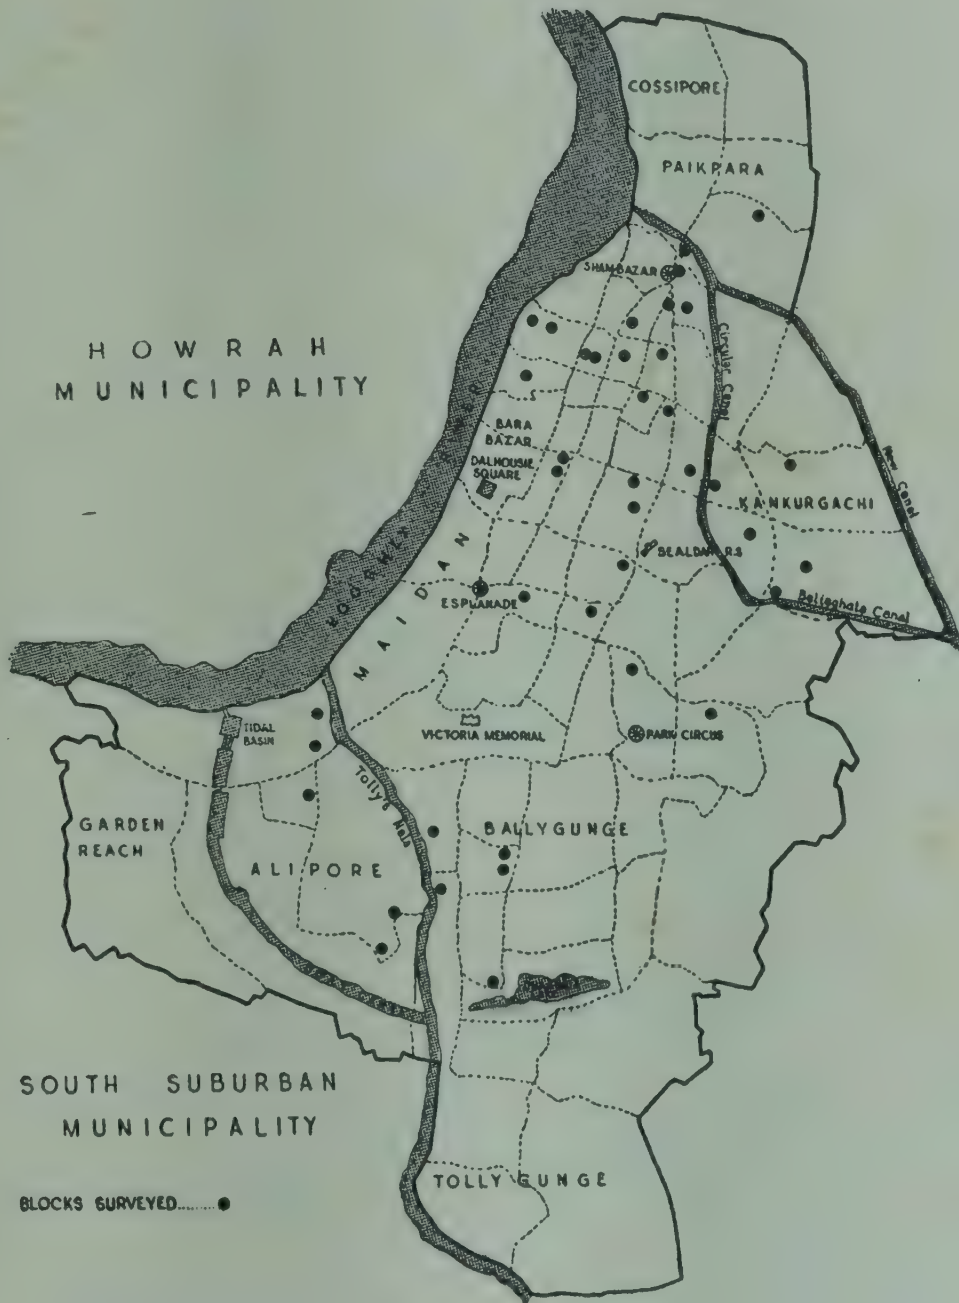 COSSIPORE
PAIKPARA
SHAMBAZAR
HOWRAH
MUNICIPALITY
Circular Canal
BARA
BAZAR
DALHOUSIE
SQUARE
New Canal
KANKURGACHI
HOOGHLY RIVER
SEALDAH R.S
MAIDAN
ESPLANADE
Belleghata Canal
TIDAL
BASIN
VICTORIA MEMORIAL
PARK CIRCUS
Tolly's Nala
GARDEN
REACH
BALLYGUNGE
ALIPORE
SOUTH SUBURBAN
MUNICIPALITY
TOLLY GUNGE
BLOCKS SURVEYED........